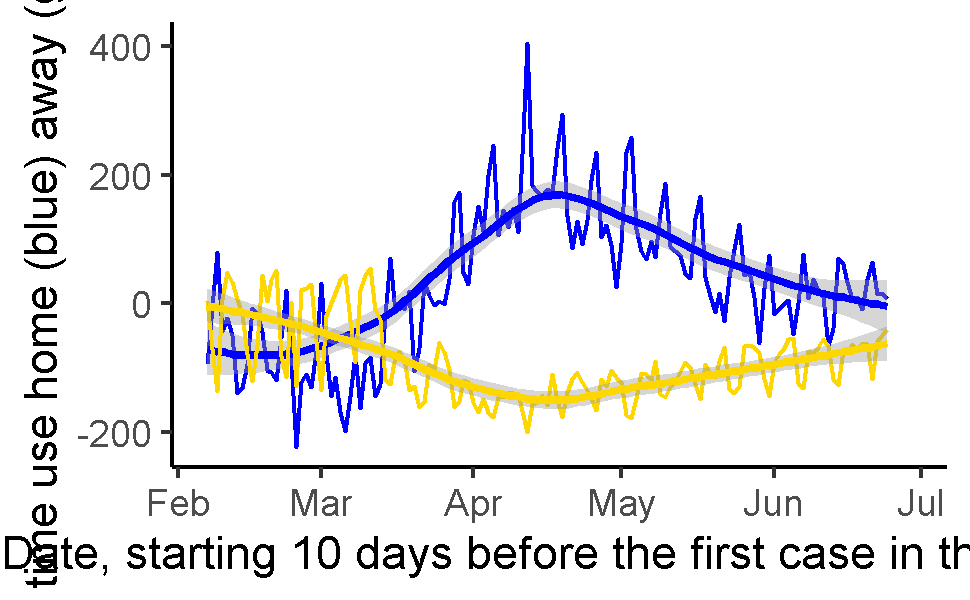 time use home (blue) away (
400
200
0
-200
Feb Mar Apr May Jun Jul
Date, starting 10 days before the first case in th